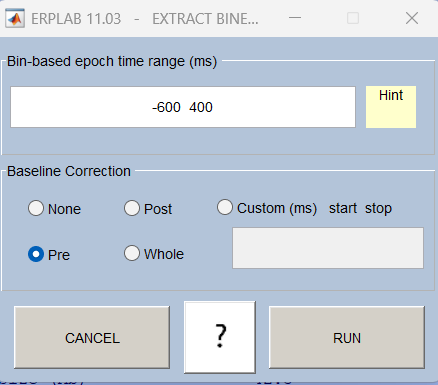 ERPLAB 11.03 - EXTRACT BINE...
Bin-based epoch time range (ms)
-600 400
Hint
Baseline Correction
None
Post
Custom (ms) start stop
Pre
Whole
CANCEL
?
RUN